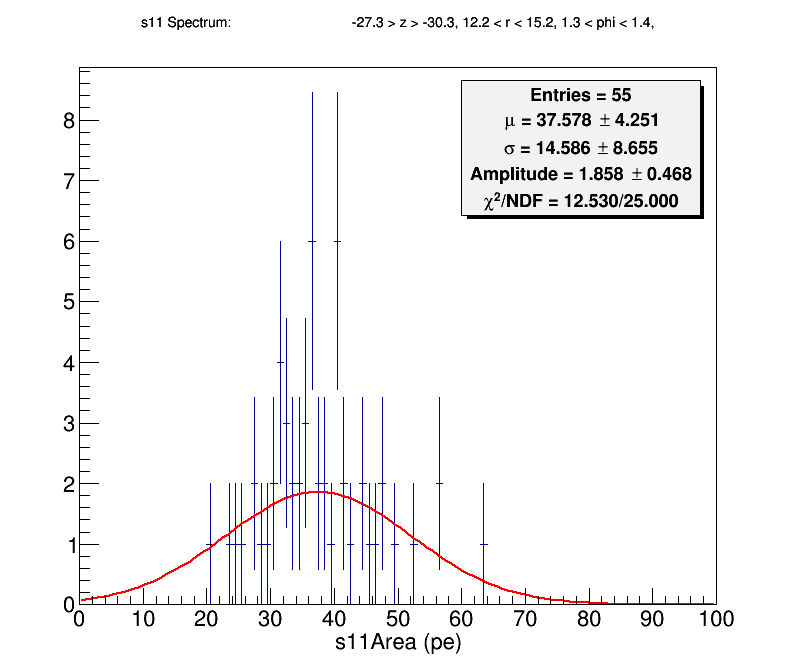 s11 Spectrum: -27.3 > z > -30.3, 12.2 < r < 15.2, 1.3 < phi < 1.4,
Entries = 55
μ = 37.578 ± 4.251
σ = 14.586 ± 8.655
Amplitude = 1.858 ± 0.468
χ²/NDF = 12.530/25.000
8
7
6
5
4
3
2
1
0
0 10 20 30 40 50 60 70 80 90 100
s11Area (pe)